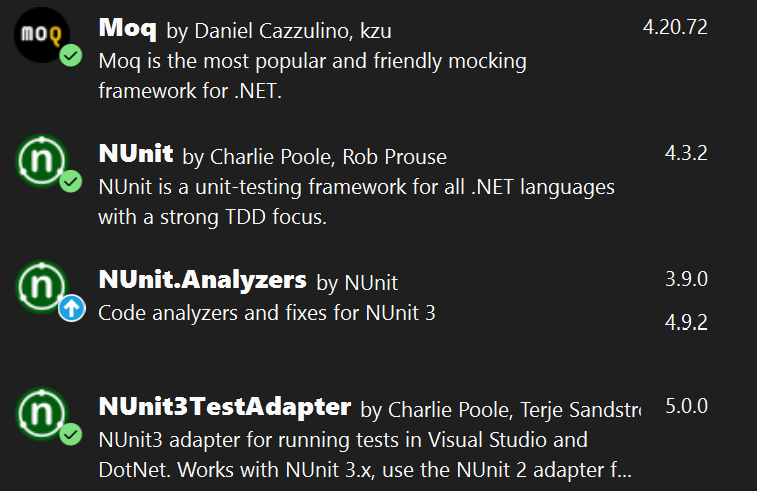 MOQ
Moq by Daniel Cazzulino, kzu 4.20.72
Moq is the most popular and friendly mocking
framework for .NET.
n
NUnit by Charlie Poole, Rob Prouse 4.3.2
NUnit is a unit-testing framework for all .NET languages
with a strong TDD focus.
n
NUnit.Analyzers by NUnit 3.9.0
Code analyzers and fixes for NUnit 3 4.9.2
n
NUnit3TestAdapter by Charlie Poole, Terje Sandstr 5.0.0
NUnit3 adapter for running tests in Visual Studio and
DotNet. Works with NUnit 3.x, use the NUnit 2 adapter f...